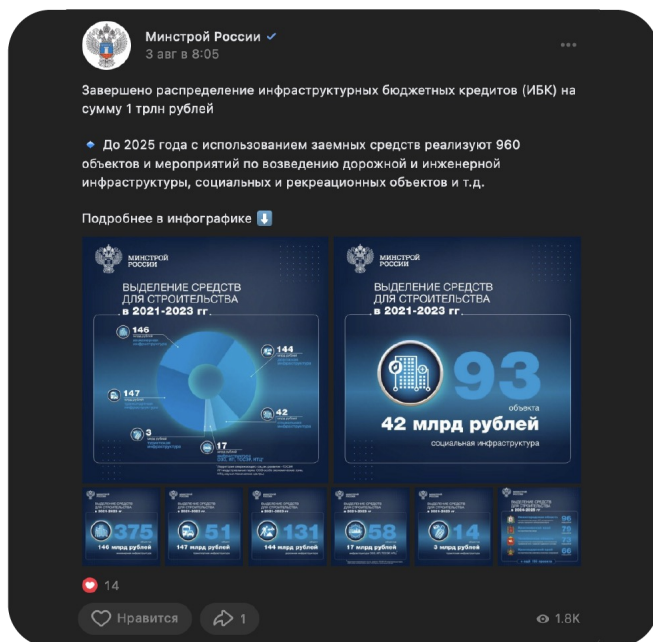 Минстрой России
3 авг в 8:05
Завершено распределение инфраструктурных бюджетных кредитов (ИБК) на
сумму 1 трлн рублей
До 2025 года с использованием заемных средств реализуют 960
объектов и мероприятий по возведению дорожной и инженерной
инфраструктуры, социальных и рекреационных объектов и т.д.
Подробнее в инфографике
МИНСТРОЙ
РОССИИ
ВЫДЕЛЕНИЕ СРЕДСТВ
ДЛЯ СТРОИТЕЛЬСТВА
в 2021-2023 гг.
146
144
147
42
3
17
МИНСТРОЙ
РОССИИ
ВЫДЕЛЕНИЕ СРЕДСТВ
ДЛЯ СТРОИТЕЛЬСТВА
в 2021-2023 гг.
93
объекта
42 млрд рублей
социальная инфраструктура
375
146 млрд рублей
51
147 млрд рублей
131
144 млрд рублей
58
17 млрд рублей
14
3 млрд рублей
96
79
73
66
14
Нравится
1
1.8K